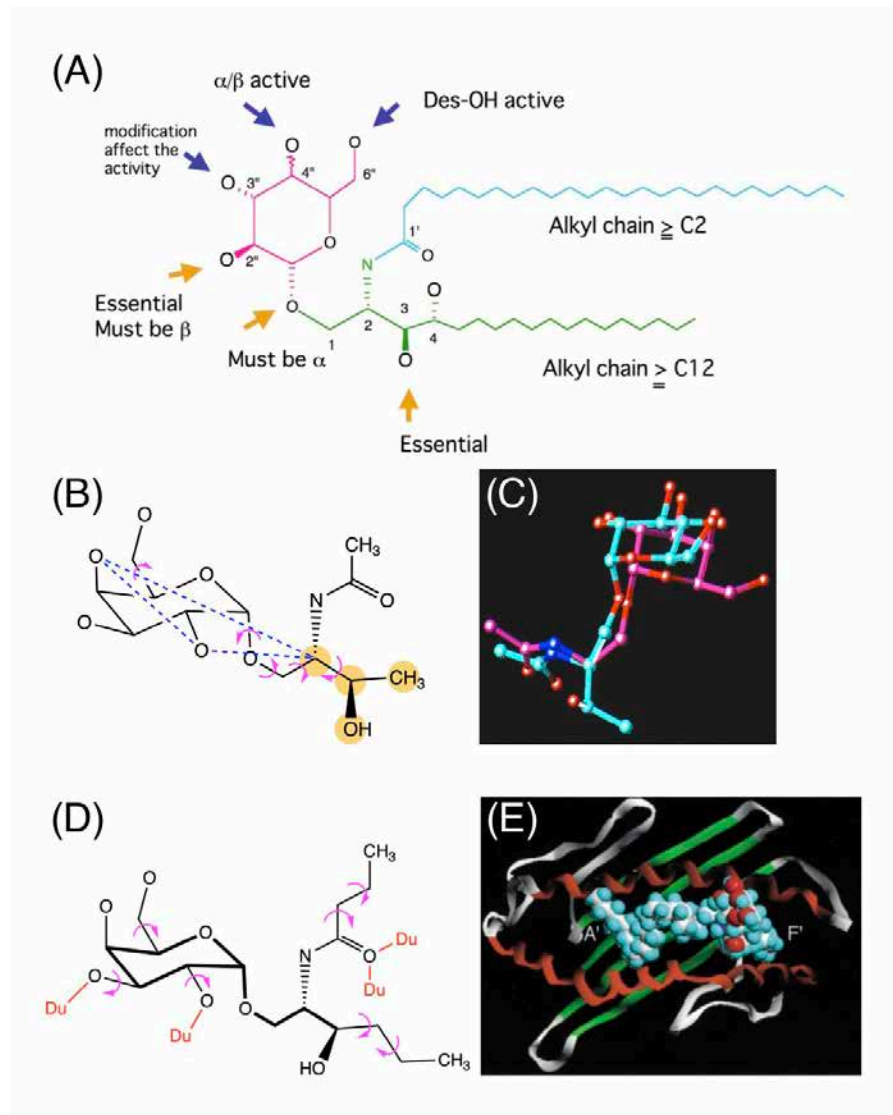 (A)
α/β active
Des-OH active
modification
affect the
activity
O
O
O
4"
6"
3"
O
O
2"
O
Essential
Must be β
Must be α
1'
O
N
O
1
2
3
4
O
Alkyl chain ≧ C2
Alkyl chain ≧ C12
Essential
(B)
O
O
O
O
O
O
N
CH3
O
CH3
OH
(C)
(D)
O
O
O
O
Du
O
Du
O
N
CH3
O
Du
Du
HO
CH3
(E)
A'
F'